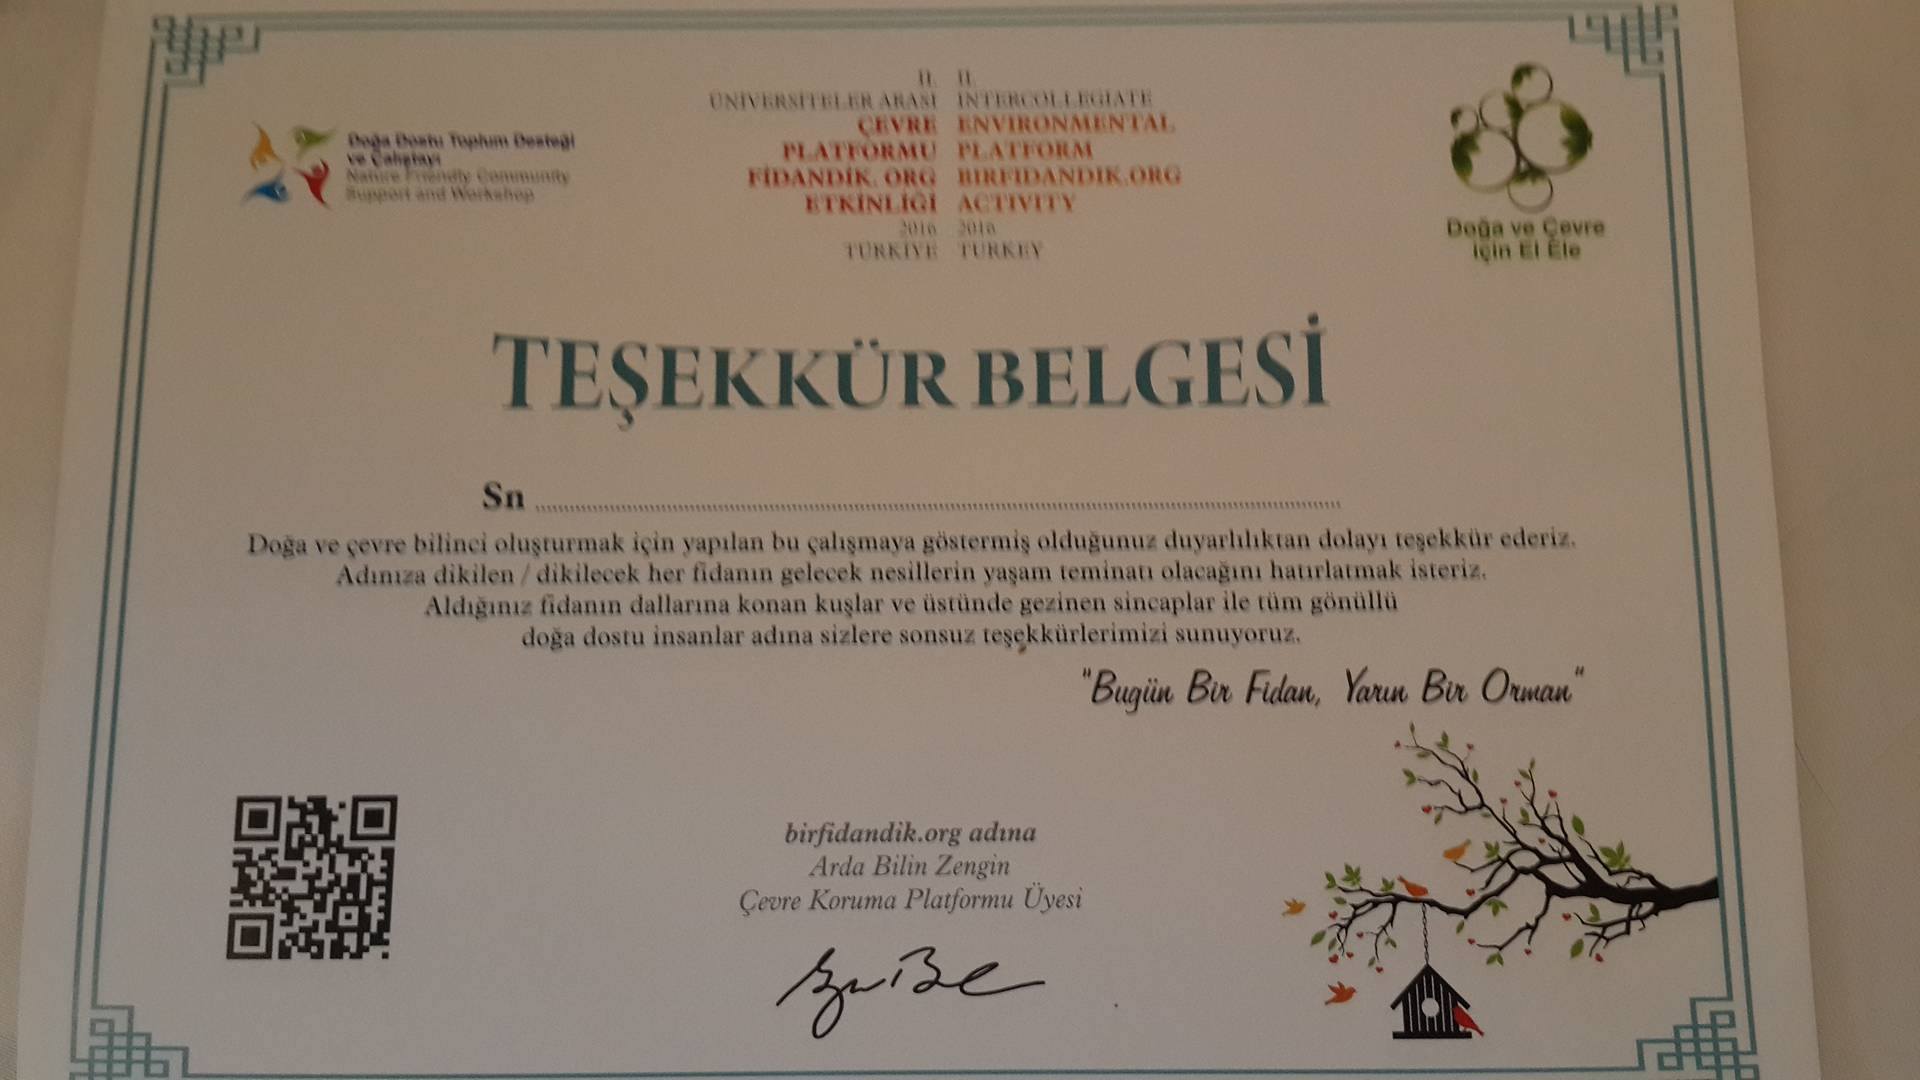 Doğa Dostu Toplum Desteği
ve Çalıştayı
Nature Friendly Community
Support and Workshop
II.
ÜNİVERSİTELER ARASI
ÇEVRE
PLATFORMU
FİDANDİK. ORG
ETKİNLİĞİ
2016
TÜRKİYE
II.
INTERCOLLEGIATE
ENVIRONMENTAL
PLATFORM
BIRFIDANDIK.ORG
ACTIVITY
2016
TURKEY
Doğa ve Çevre
için El Ele
TEŞEKKÜR BELGESİ
Sn ........................................
Doğa ve çevre bilinci oluşturmak için yapılan bu çalışmaya göstermiş olduğunuz duyarlılıktan dolayı teşekkür ederiz.
Adınıza dikilen / dikilecek her fidanın gelecek nesillerin yaşam teminatı olacağını hatırlatmak isteriz.
Aldığınız fidanın dallarına konan kuşlar ve üstünde gezinen sincaplar ile tüm gönüllü
doğa dostu insanlar adına sizlere sonsuz teşekkürlerimizi sunuyoruz.
"Bugün Bir Fidan, Yarın Bir Orman"
birfidandik.org adına
Arda Bilin Zengin
Çevre Koruma Platformu Üyesi